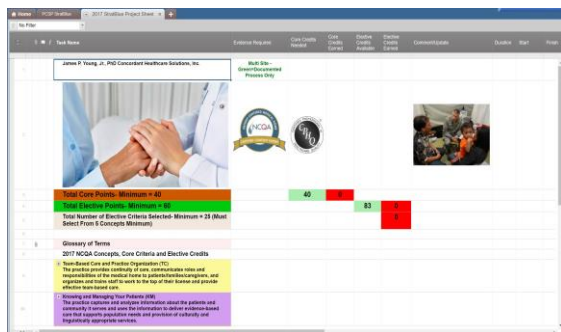 Home
PCSP StratBlue
2017 StratBlue Project Sheet
No Filter
Task Name
Evidence Required
Core Credits Needed
Core Credits Earned
Elective Credits Available
Elective Credits Earned
Comments/Updates
Duration
Start
Finish
James P. Young, Jr., PhD Concordant Healthcare Solutions, Inc.
Multi Site -
Green=Documented
Process Only
NCQA
Total Core Points- Minimum = 40
40
0
Total Elective Points- Minimum = 60
83
0
Total Number of Elective Criteria Selected- Minimum = 25 (Must
Select From 5 Concepts Minimum)
0
Glossary of Terms
2017 NCQA Concepts, Core Criteria and Elective Credits
Team-Based Care and Practice Organization (TC)
The practice provides continuity of care, communicates roles and
responsibilities of the medical home to patients/families/caregivers, and
organizes and trains staff to work to the top of their license and provide
effective team-based care.
Knowing and Managing Your Patients (KM)
The practice captures and analyzes information about the patients and
community it serves and uses the information to deliver evidence-based
care that supports population needs and provision of culturally and
linguistically appropriate services.